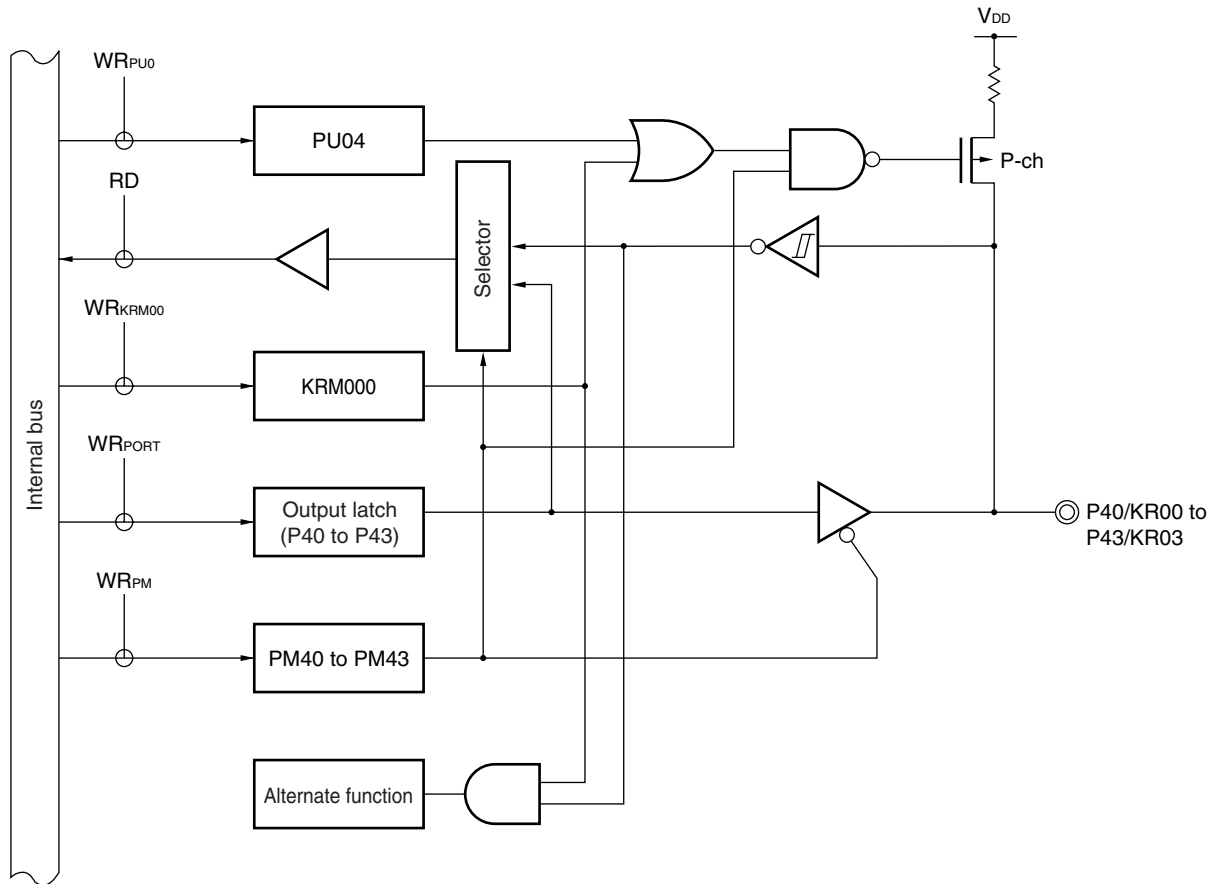 VDD
WRPU0
PU04
P-ch
RD
Selector
WRKRM00
KRM000
Internal bus
WRPORT
Output latch
(P40 to P43)
P40/KR00 to
P43/KR03
WRPM
PM40 to PM43
Alternate function